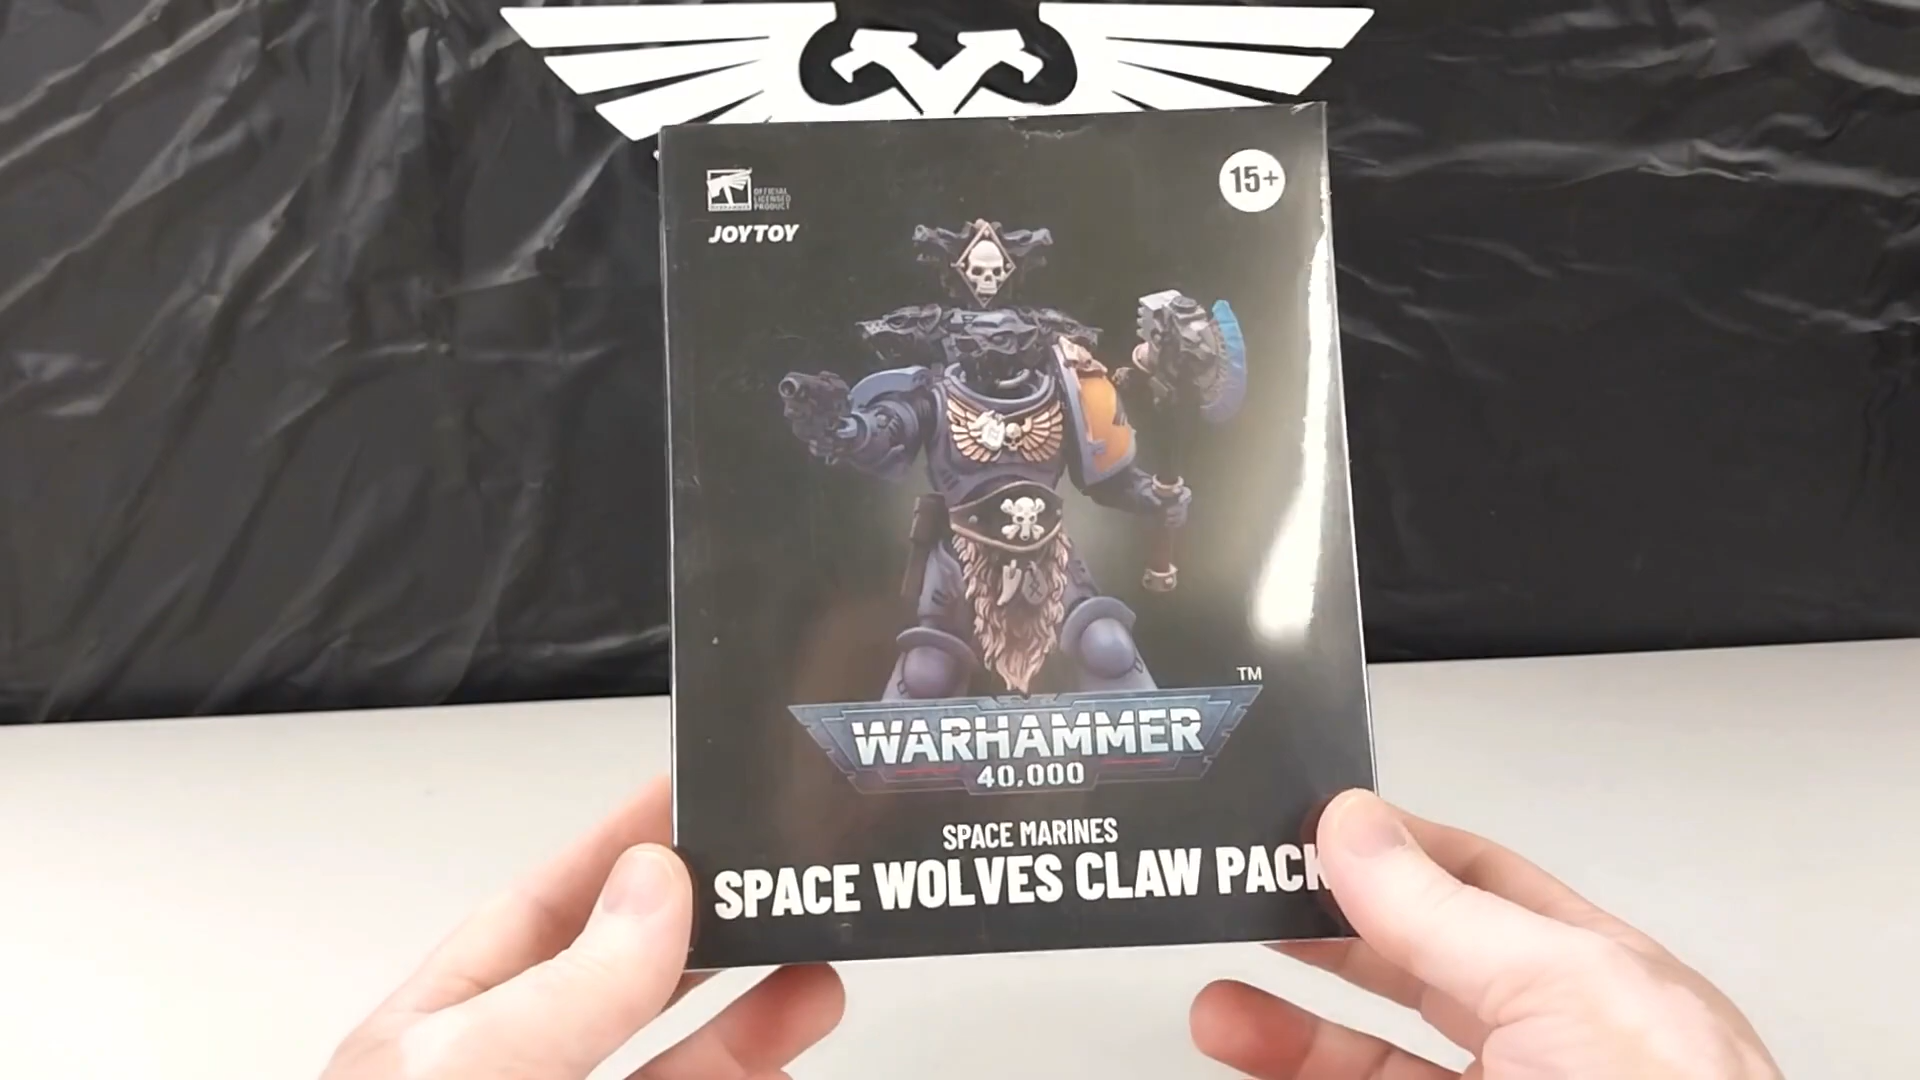 OFFICIAL
LICENSED
PRODUCT
JOYTOY
15+
TM
WARHAMMER
40,000
SPACE MARINES
SPACE WOLVES CLAW PACK